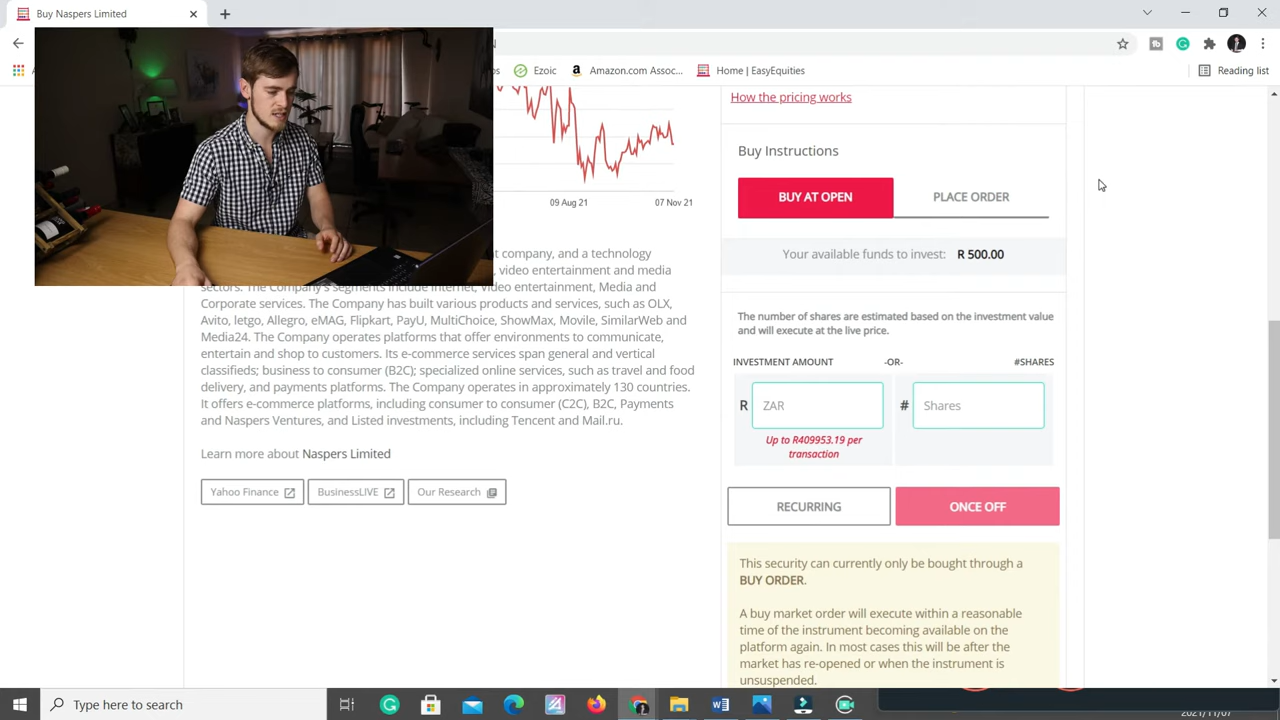 Buy Naspers Limited
N
ps
Ezoic
Amazon.com Assoc...
Home | EasyEquities
Reading list
How the pricing works
Buy Instructions
BUY AT OPEN
PLACE ORDER
09 Aug 21
07 Nov 21
Your available funds to invest: R 500.00
t company, and a technology
, video entertainment and media
sectors. The Company's segments include Internet, Video entertainment, Media and
Corporate services. The Company has built various products and services, such as OLX,
Avito, letgo, Allegro, eMAG, Flipkart, PayU, MultiChoice, ShowMax, Movile, SimilarWeb and
Media24. The Company operates platforms that offer environments to communicate,
entertain and shop to customers. Its e-commerce services span general and vertical
classifieds; business to consumer (B2C); specialized online services, such as travel and food
delivery, and payments platforms. The Company operates in approximately 130 countries.
It offers e-commerce platforms, including consumer to consumer (C2C), B2C, Payments
and Naspers Ventures, and Listed investments, including Tencent and Mail.ru.
Learn more about Naspers Limited
Yahoo Finance
BusinessLIVE
Our Research
The number of shares are estimated based on the investment value
and will execute at the live price.
INVESTMENT AMOUNT
-OR-
#SHARES
R ZAR
# Shares
Up to R409953.19 per
transaction
RECURRING
ONCE OFF
This security can currently only be bought through a
BUY ORDER.
A buy market order will execute within a reasonable
time of the instrument becoming available on the
platform again. In most cases this will be after the
market has re-opened or when the instrument is
unsuspended.
Type here to search
2021/11/07